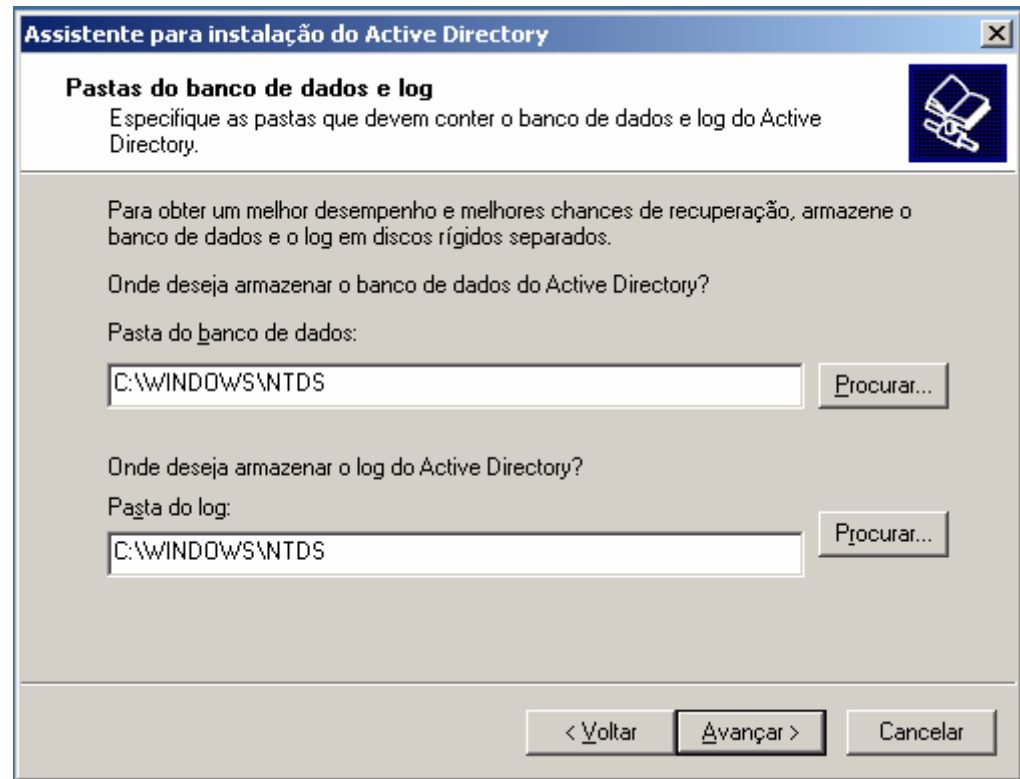 Assistente para instalação do Active Directory
Pastas do banco de dados e log
Especifique as pastas que devem conter o banco de dados e log do Active
Directory.
Para obter um melhor desempenho e melhores chances de recuperação, armazene o
banco de dados e o log em discos rígidos separados.
Onde deseja armazenar o banco de dados do Active Directory?
Pasta do banco de dados:
C:\WINDOWS\NTDS
Procurar...
Onde deseja armazenar o log do Active Directory?
Pasta do log:
C:\WINDOWS\NTDS
Procurar...
< Voltar
Avançar >
Cancelar